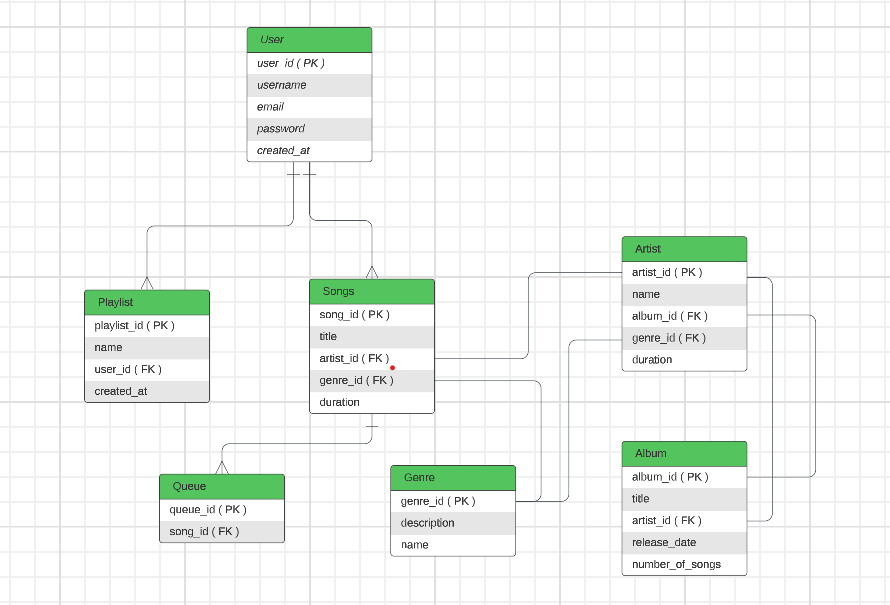 User
user_id ( PK )
username
email
password
created_at
Playlist
playlist_id ( PK )
name
user_id ( FK )
created_at
Songs
song_id ( PK )
title
artist_id ( FK )
genre_id ( FK )
duration
Artist
artist_id ( PK )
name
album_id ( FK )
genre_id ( FK )
duration
Queue
queue_id ( PK )
song_id ( FK )
Genre
genre_id ( PK )
description
name
Album
album_id ( PK )
title
artist_id ( FK )
release_date
number_of_songs